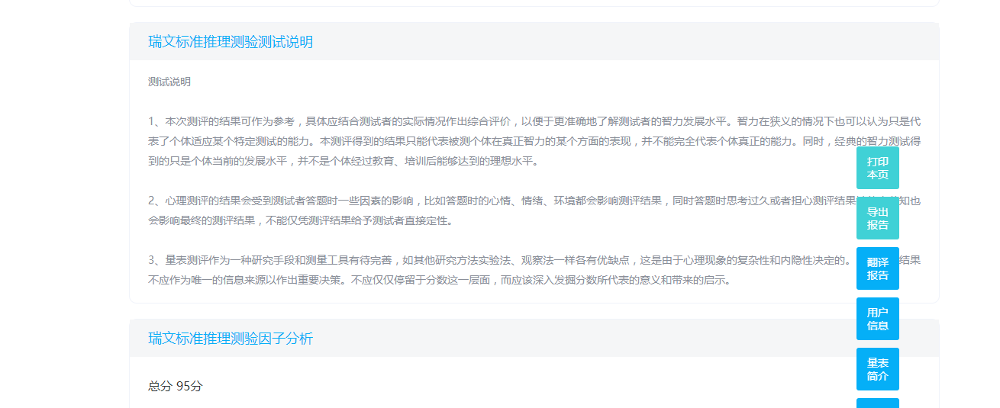 瑞文标准推理测验测试说明
测试说明
1、本次测评的结果可作为参考，具体应结合测试者的实际情况作出综合评价，以便于更准确地了解测试者的智力发展水平。智力在狭义的情况下也可以认为只是代
表了个体适应某个特定测试的能力。本测评得到的结果只能代表被测个体在真正智力的某个方面的表现，并不能完全代表个体真正的能力。同时，经典的智力测试得
到的只是个体当前的发展水平，并不是个体经过教育、培训后能够达到的理想水平。
打印
本页
2、心理测评的结果会受到测试者答题时一些因素的影响，比如答题时的心情、情绪、环境都会影响测评结果，同时答题时思考过久或者担心测评结果 知也
会影响最终的测评结果，不能仅凭测评结果给予测试者直接定性。
导出
报告
3、量表测评作为一种研究手段和测量工具有待完善，如其他研究方法实验法、观察法一样各有优缺点，这是由于心理现象的复杂性和内隐性决定的。 结果
不应作为唯一的信息来源以作出重要决策。不应仅仅停留于分数这一层面，而应该深入发掘分数所代表的意义和带来的启示。
翻译
报告
用户
信息
瑞文标准推理测验因子分析
量表
简介
总分 95分